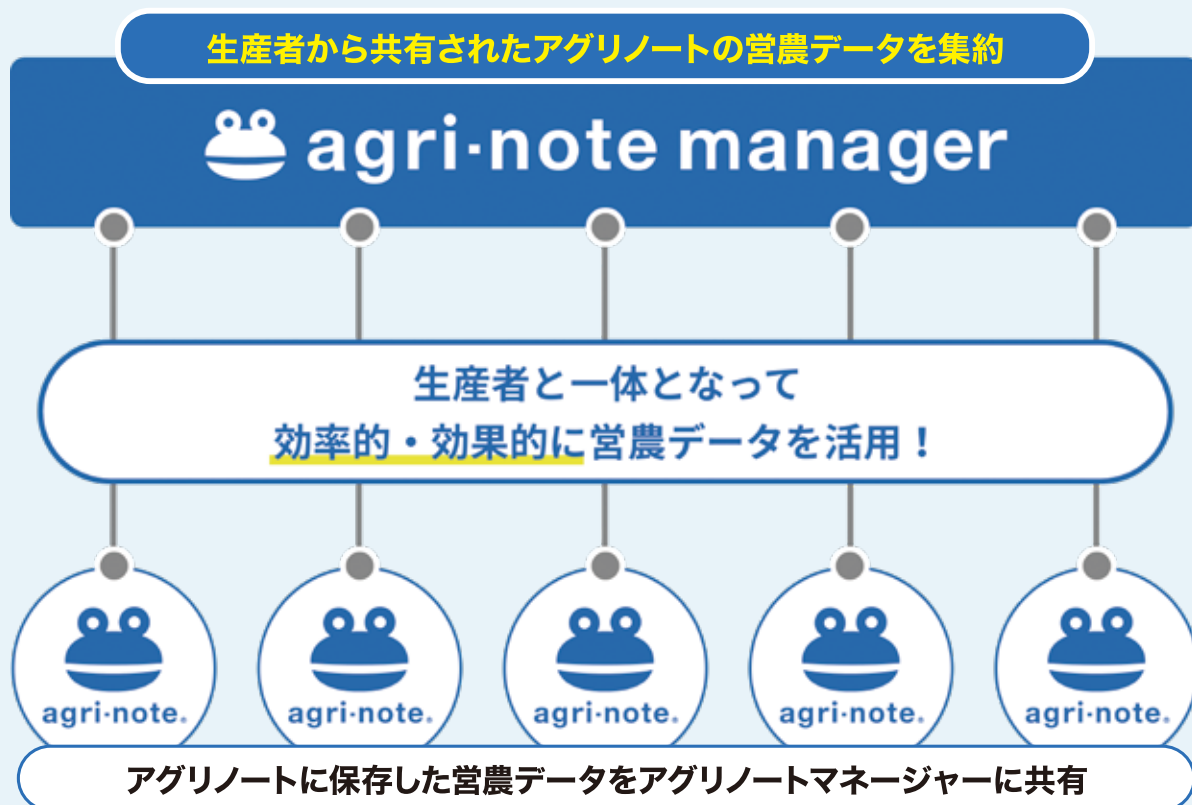 生産者から共有されたアグリノートの営農データを集約
agri-note manager
生産者と一体となって
効率的・効果的に営農データを活用！
agri-note.
agri-note.
agri-note.
agri-note.
agri-note.
アグリノートに保存した営農データをアグリノートマネージャーに共有